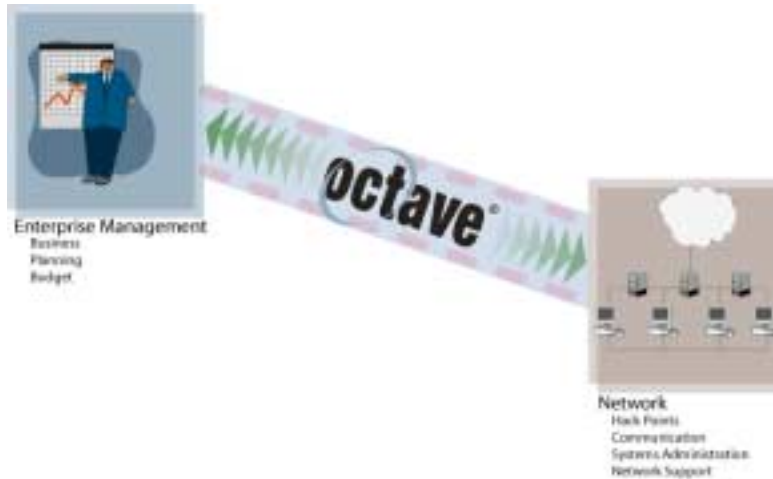 octave®
Enterprise Management
Business
Planning
Budget
Network
Hack Points
Communication
Systems Administration
Network Support